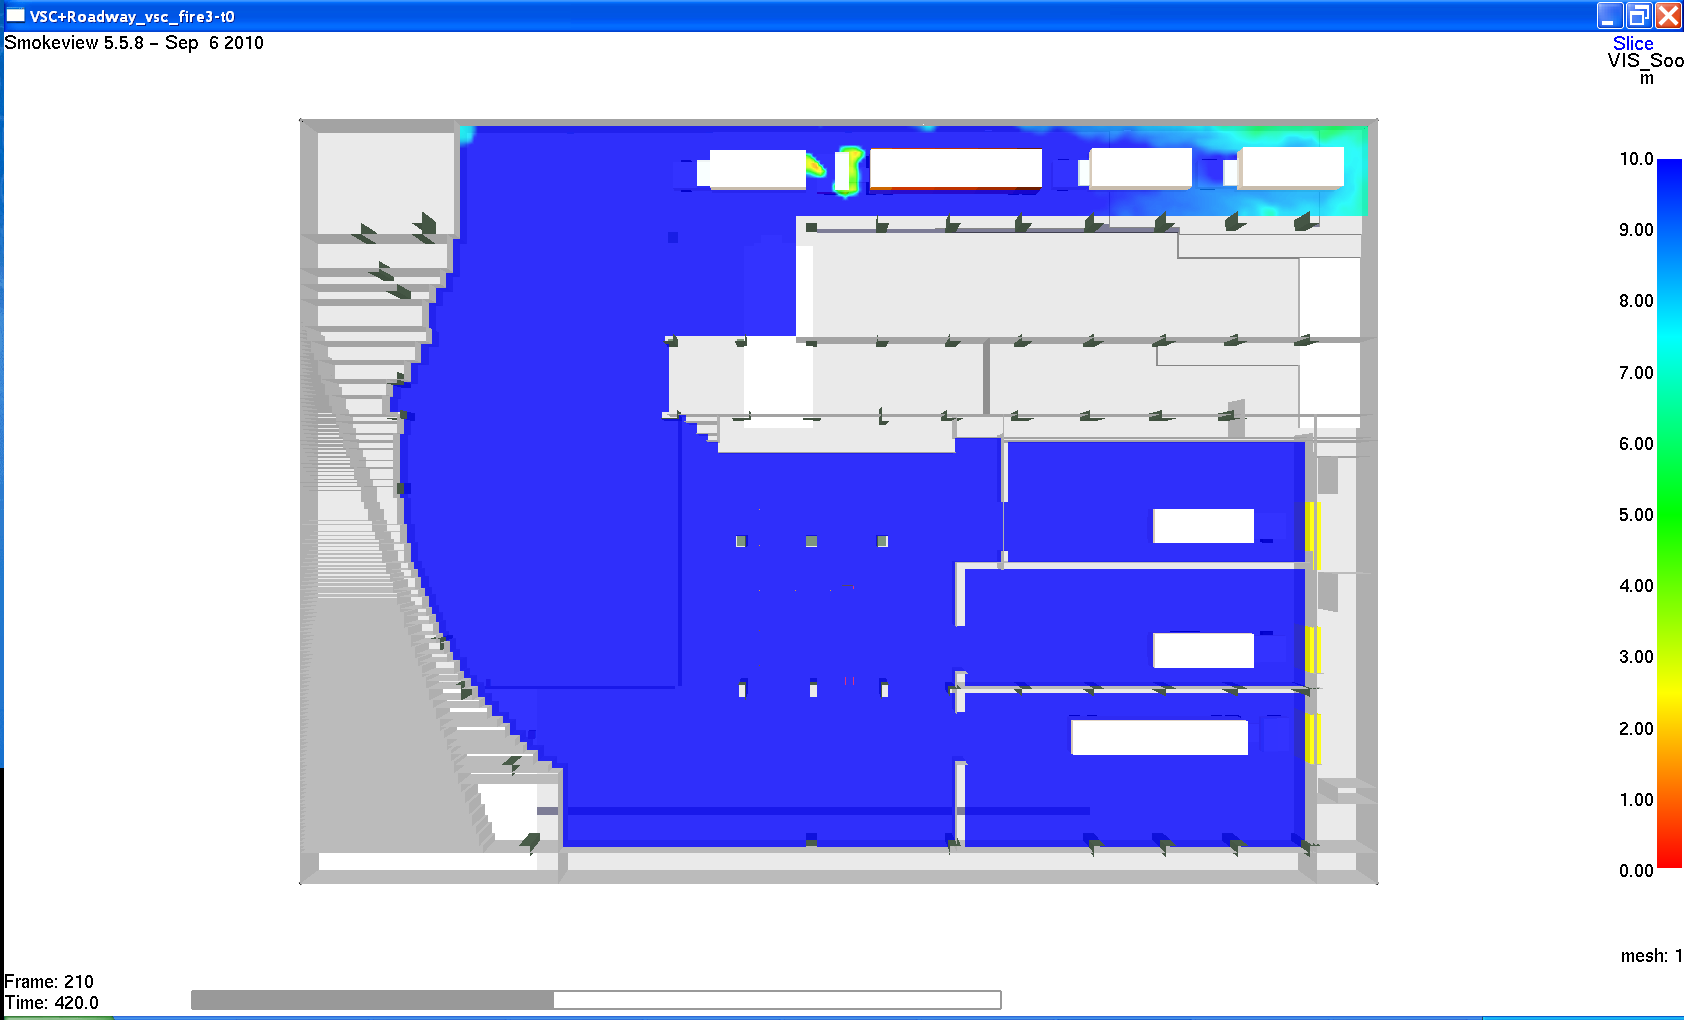 VSC+Roadway_vsc_fire3-t0
Smokeview 5.5.8 - Sep 6 2010
Slice
VIS_Soo
m
10.0
9.00
8.00
7.00
6.00
5.00
4.00
3.00
2.00
1.00
0.00
mesh: 1
Frame: 210
Time: 420.0